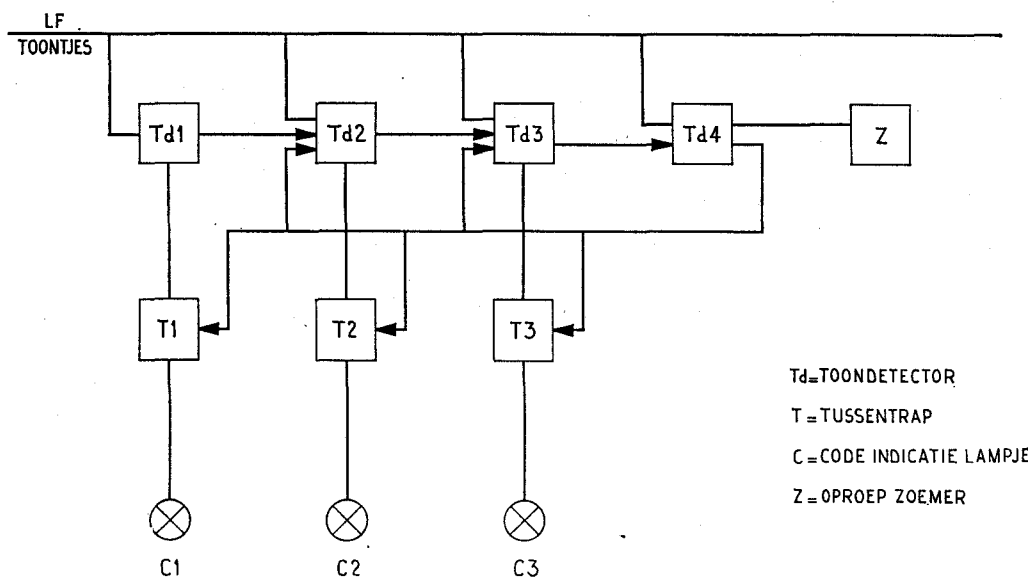 LF
TOONTJES
Td1
Td2
Td3
Td4
Z
T1
T2
T3
Td=TOONDETECTOR
T=TUSSENTRAP
C=CODE INDICATIE LAMPJE
Z=OPROEP ZOEMER
C1
C2
C3